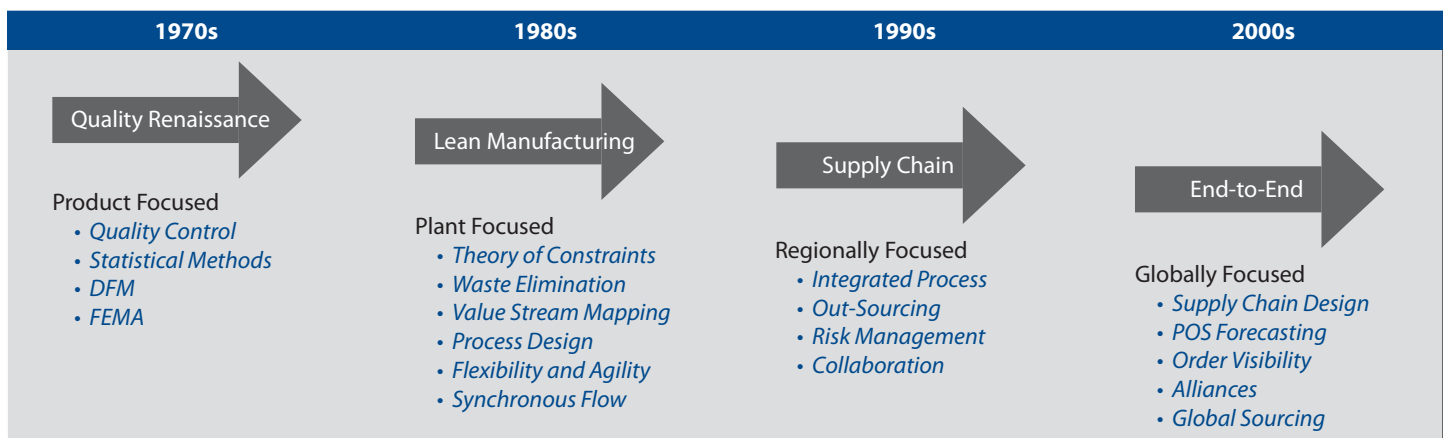 1970s
1980s
1990s
2000s
Quality Renaissance
Product Focused
• Quality Control
• Statistical Methods
• DFM
• FEMA
Lean Manufacturing
Plant Focused
• Theory of Constraints
• Waste Elimination
• Value Stream Mapping
• Process Design
• Flexibility and Agility
• Synchronous Flow
Supply Chain
Regionally Focused
• Integrated Process
• Out-Sourcing
• Risk Management
• Collaboration
End-to-End
Globally Focused
• Supply Chain Design
• POS Forecasting
• Order Visibility
• Alliances
• Global Sourcing